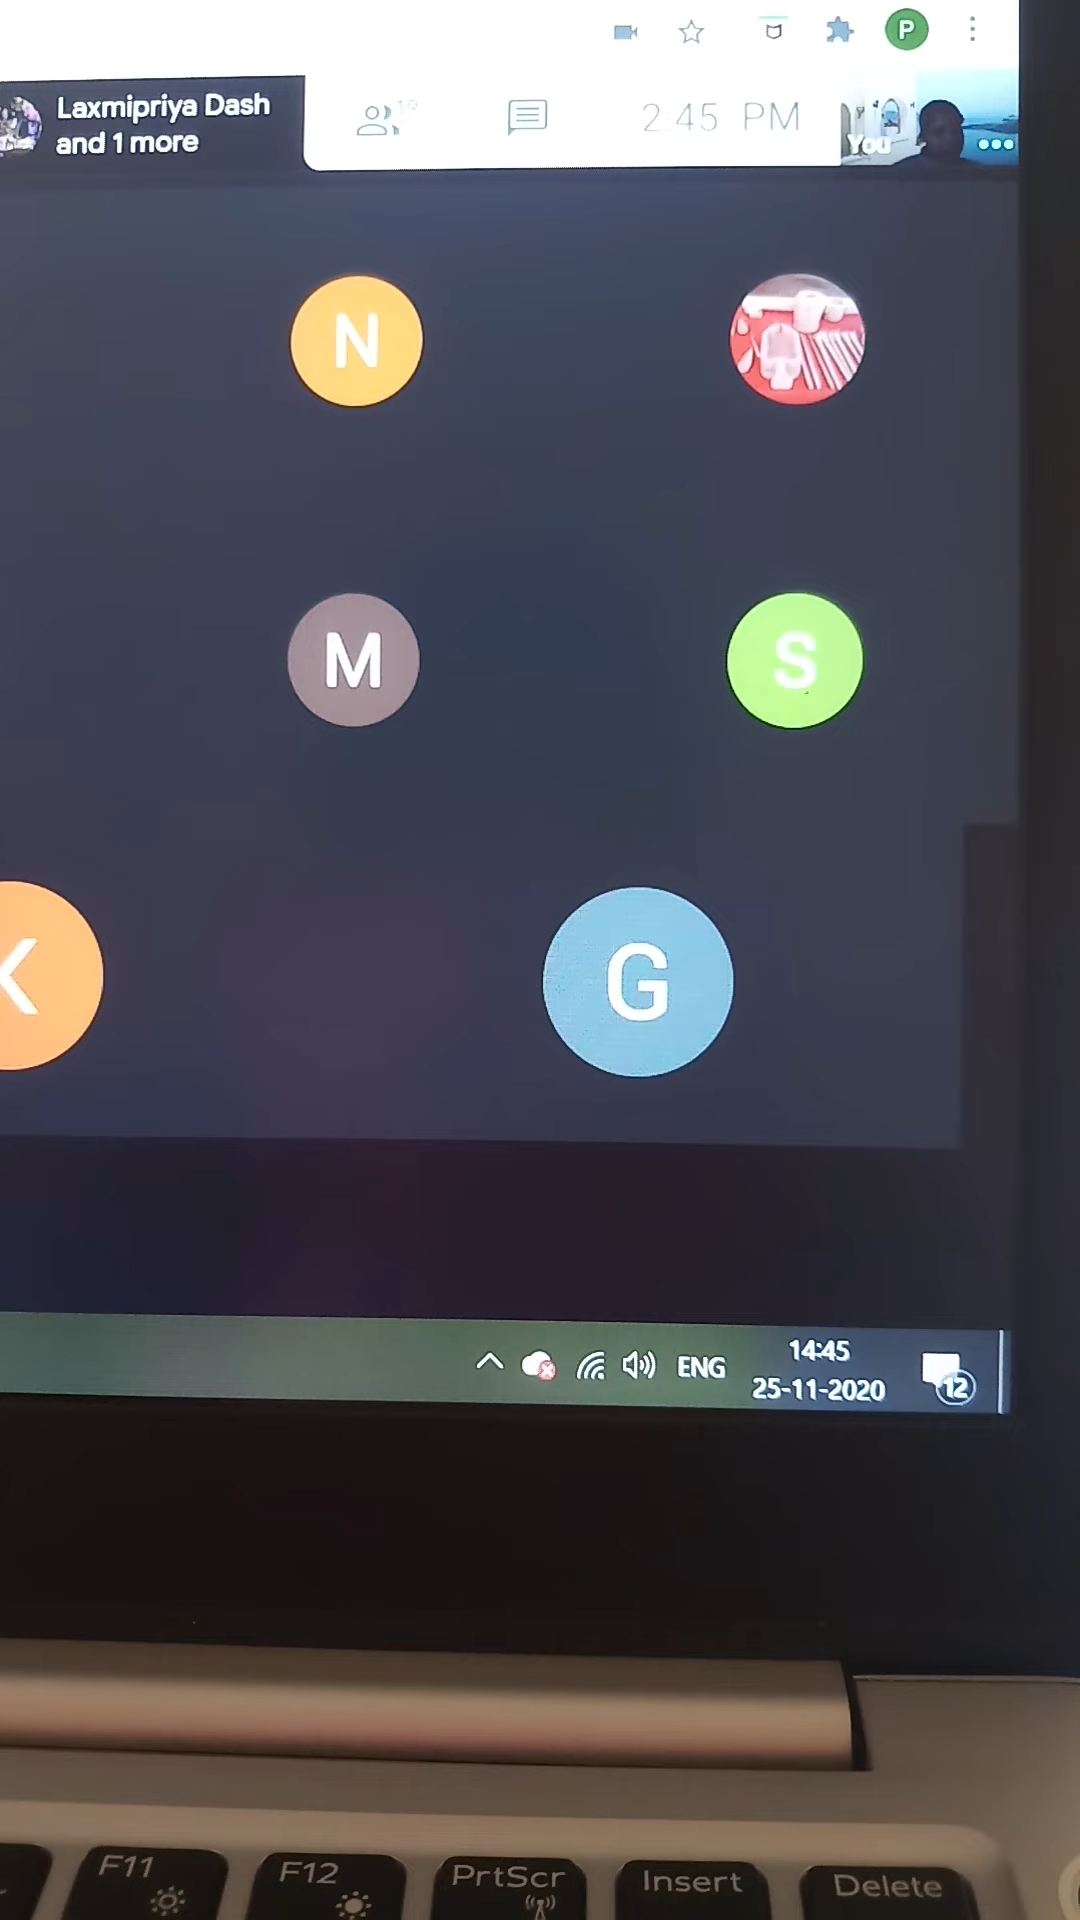 P
Laxmipriya Dash
and 1 more
2:45 PM
You
N
M
S
K
G
ENG
14:45
25-11-2020
12
F11
F12
PrtScr
Insert
Delete